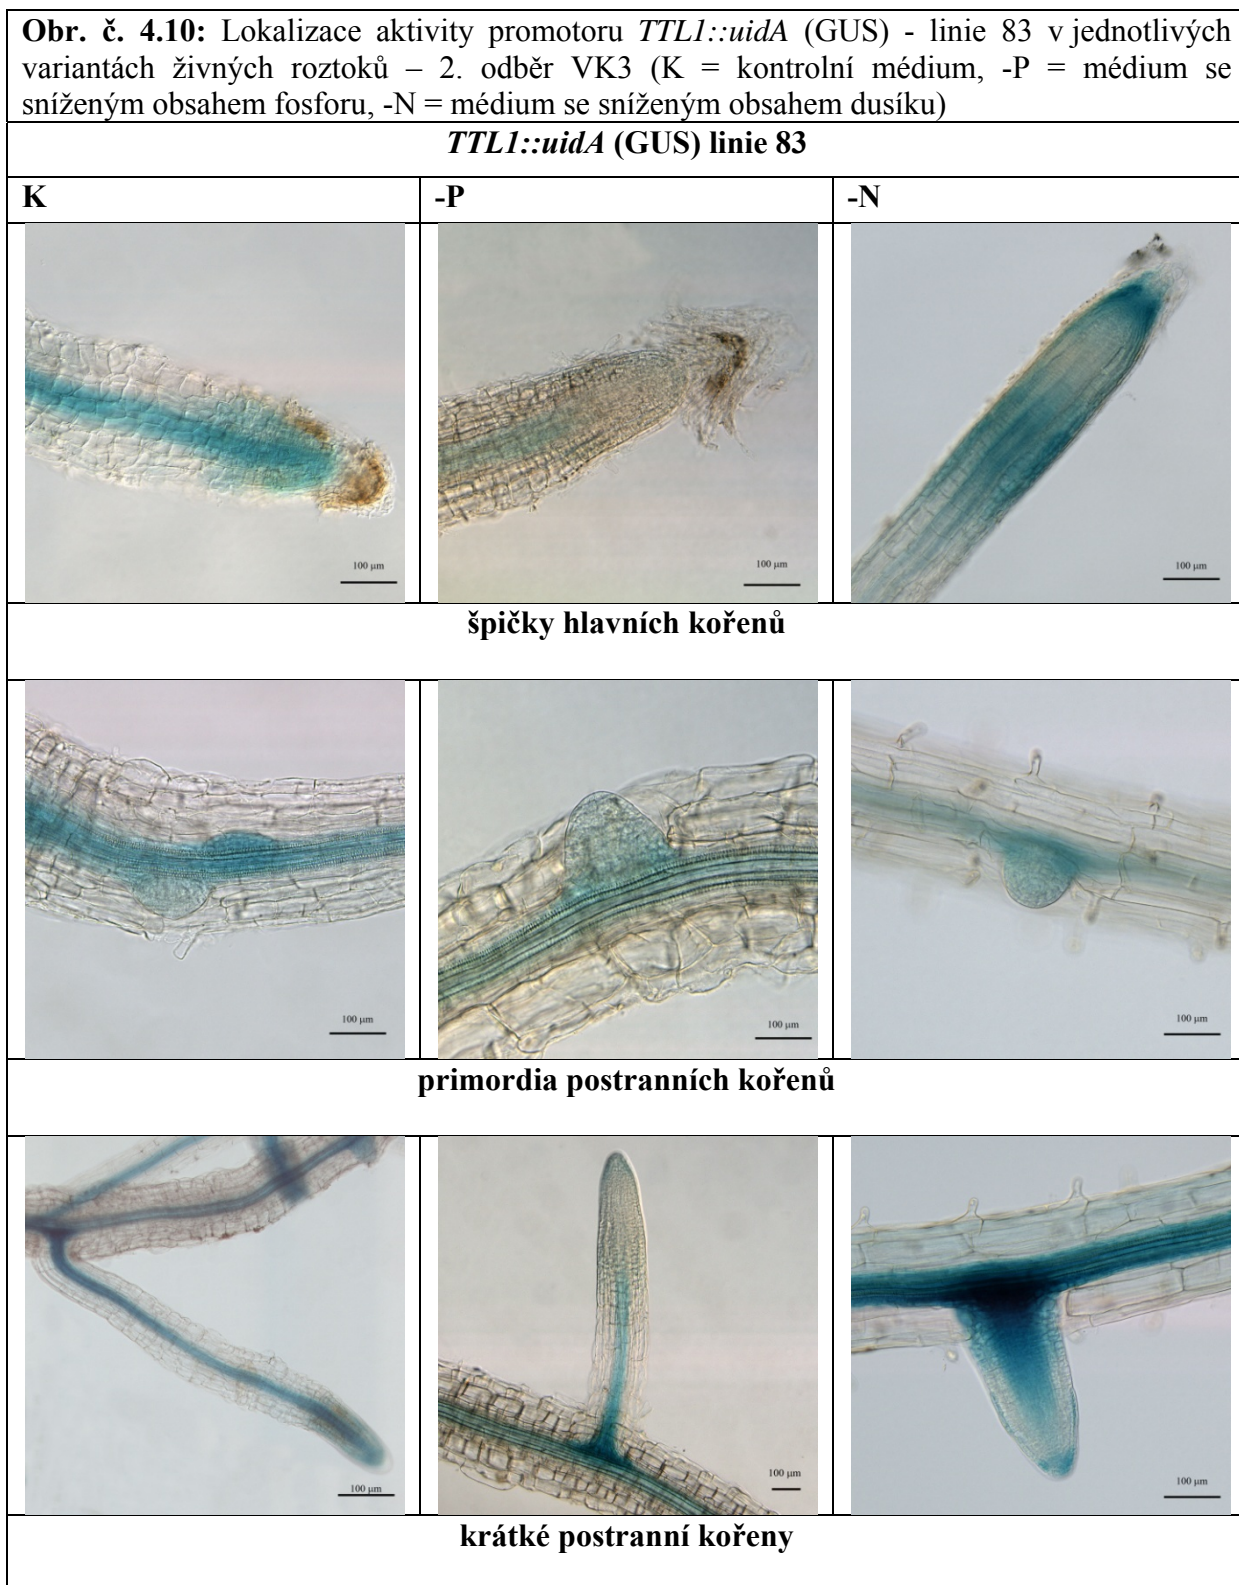 Obr. č. 4.10: Lokalizace aktivity promotoru TTL1::uidA (GUS) - linie 83 v jednotlivých
variantách živných roztoků – 2. odběr VK3 (K = kontrolní médium, -P = médium se
sníženým obsahem fosforu, -N = médium se sníženým obsahem dusíku)
TTL1::uidA (GUS) linie 83
K -P -N
100 µm 100 µm 100 µm
špičky hlavních kořenů
100 µm 100 µm 100 µm
primordia postranních kořenů
100 µm 100 µm 100 µm
krátké postranní kořeny